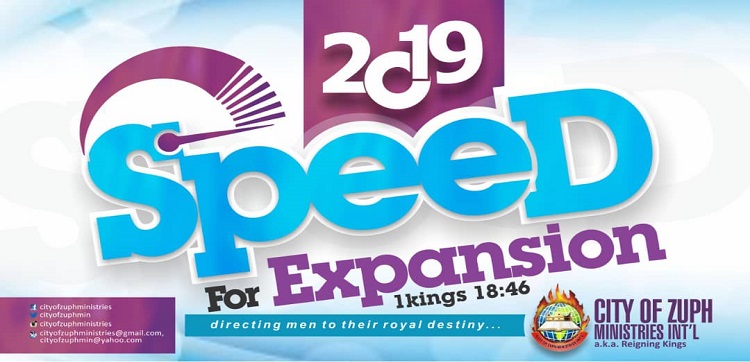 2019
SpeeD
For Expansion
1kings 18:46
directing men to their royal destiny...
cityofzuphministries
cityofzuphmin
cityofzuphministries
cityofzuphministries@gmail.com,
cityofzuphmin@yahoo.com
CITY OF ZUPH
MINISTRIES INT'L
a.k.a. Reigning Kings